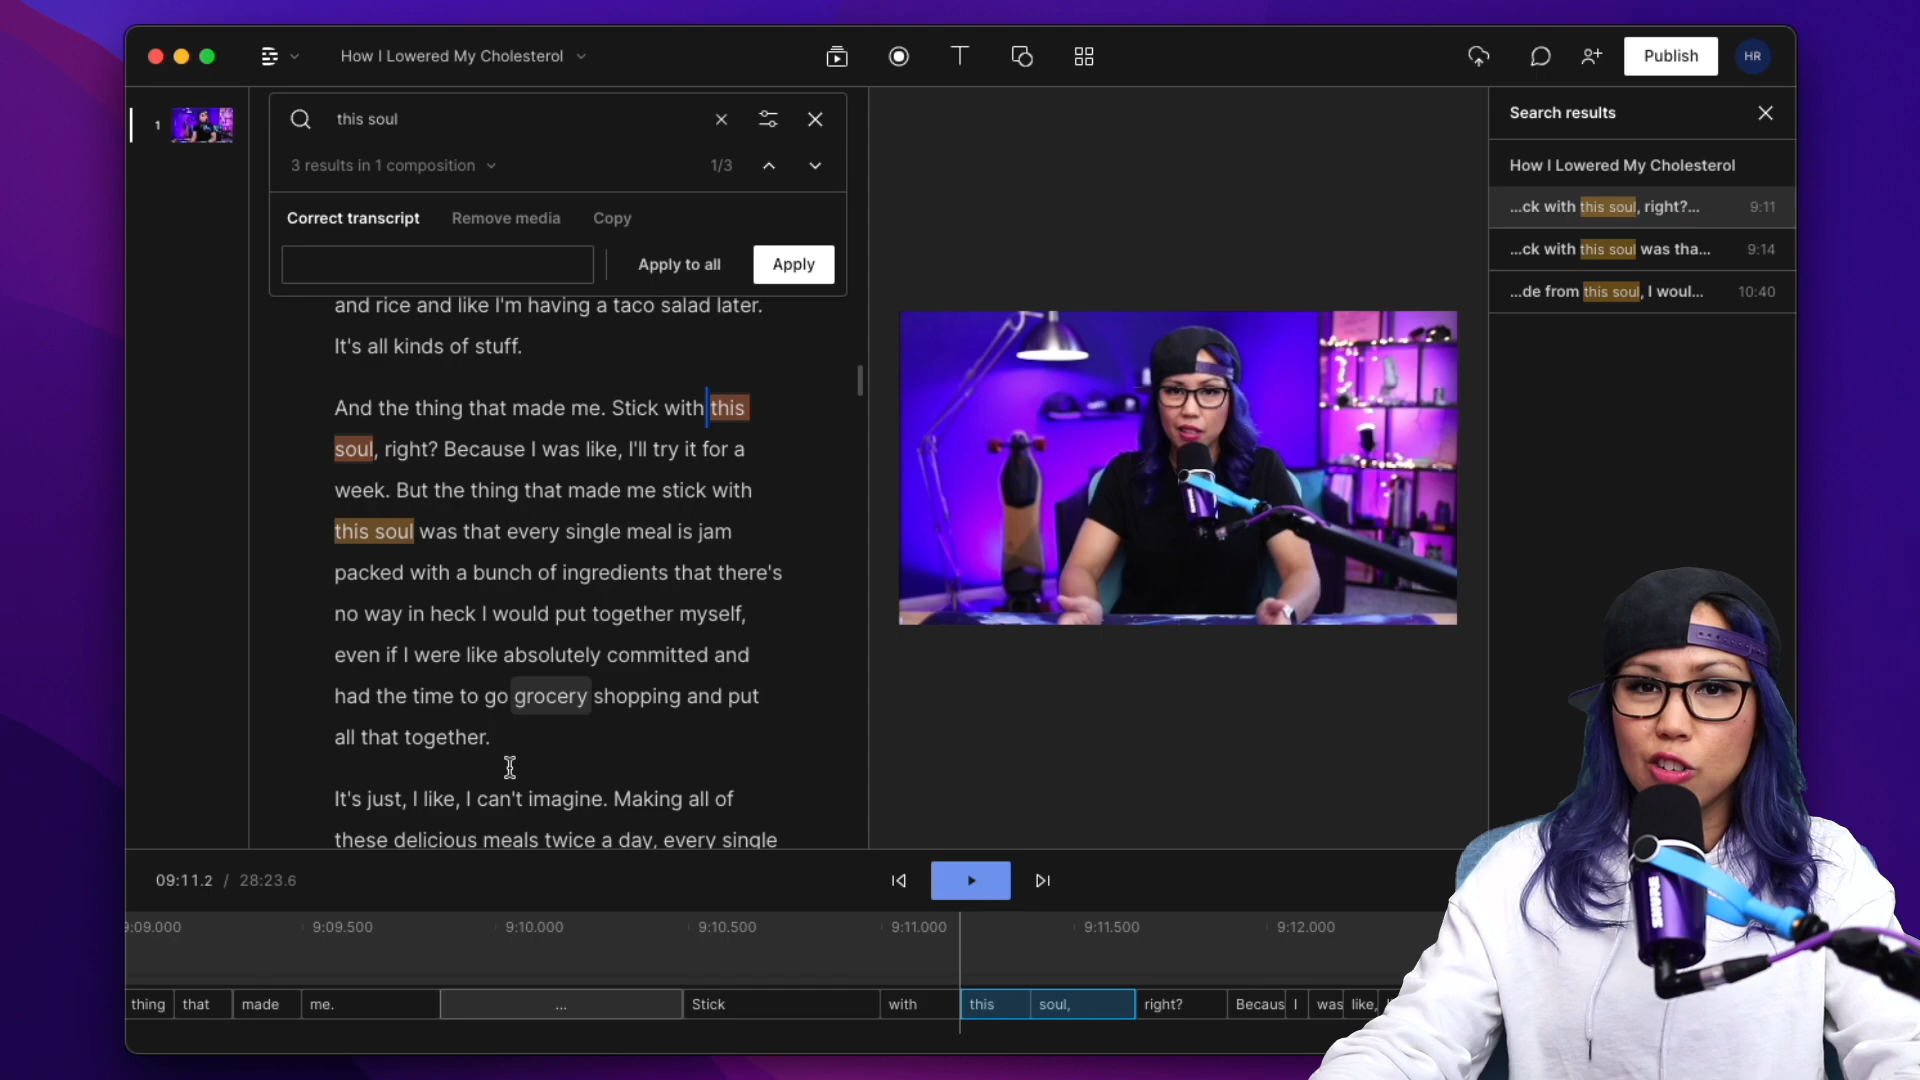 How I Lowered My Cholesterol
Publish
HR
1
this soul
3 results in 1 composition
1/3
Correct transcript
Remove media
Copy
Apply to all
Apply
and rice and like I'm having a taco salad later.
It's all kinds of stuff.
And the thing that made me. Stick with this
soul, right? Because I was like, I'll try it for a
week. But the thing that made me stick with
this soul was that every single meal is jam
packed with a bunch of ingredients that there's
no way in heck I would put together myself,
even if I were like absolutely committed and
had the time to go grocery shopping and put
all that together.
It's just, I like, I can't imagine. Making all of
these delicious meals twice a day, every single
Search results
How I Lowered My Cholesterol
...ck with this soul, right?... 9:11
...ck with this soul was tha... 9:14
...de from this soul, I woul... 10:40
09:11.2 / 28:23.6
9:09.000 9:09.500 9:10.000 9:10.500 9:11.000 9:11.500 9:12.000
thing that made me. ... Stick with this soul, right? Becaus I was like,
SHURE